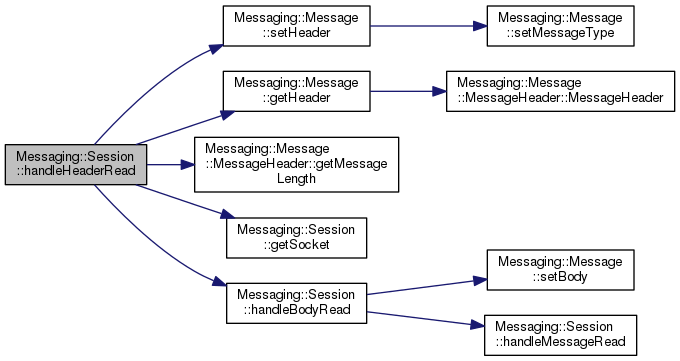 Messaging::Message
::setHeader
Messaging::Message
::setMessageType
Messaging::Message
::getHeader
Messaging::Message
::MessageHeader::MessageHeader
Messaging::Session
::handleHeaderRead
Messaging::Message
::MessageHeader::getMessage
Length
Messaging::Session
::getSocket
Messaging::Session
::handleBodyRead
Messaging::Message
::setBody
Messaging::Session
::handleMessageRead